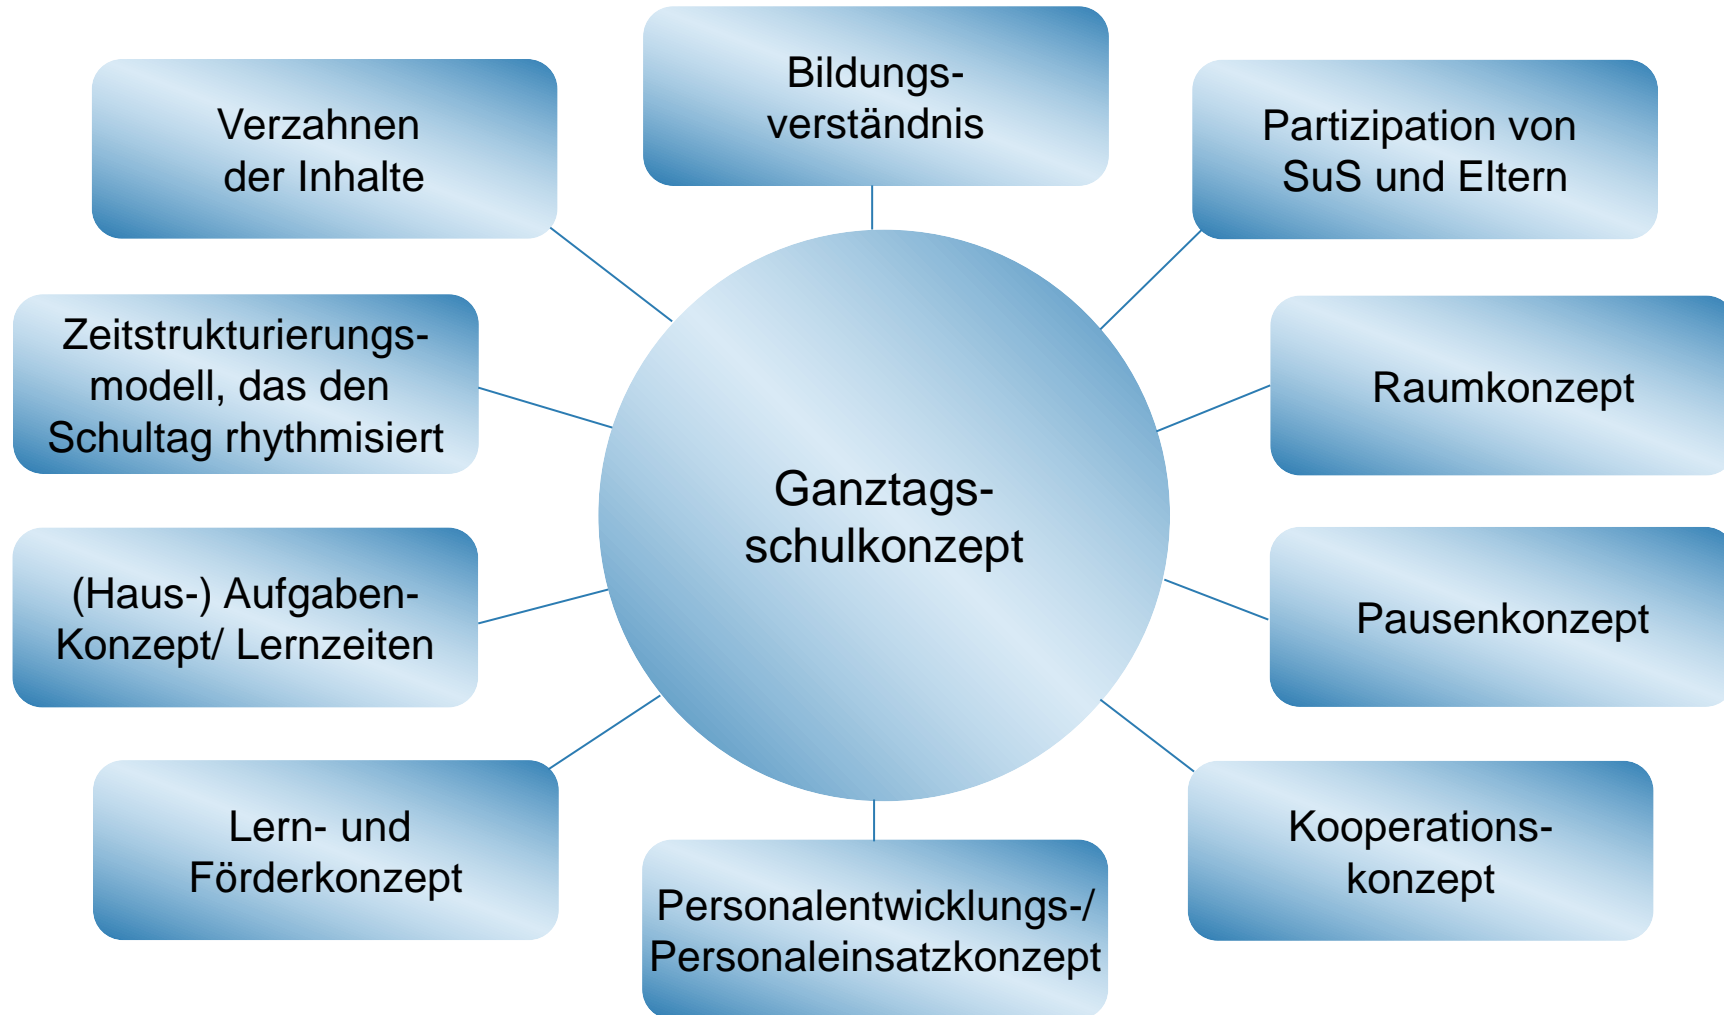 Bildungs-
verständnis
Verzahnen
der Inhalte
Partizipation von
SuS und Eltern
Zeitstrukturierungs-
modell, das den
Schultag rhythmisiert
Raumkonzept
Ganztags-
schulkonzept
(Haus-) Aufgaben-
Konzept/ Lernzeiten
Pausenkonzept
Lern- und
Förderkonzept
Kooperations-
konzept
Personalentwicklungs-/
Personaleinsatzkonzept